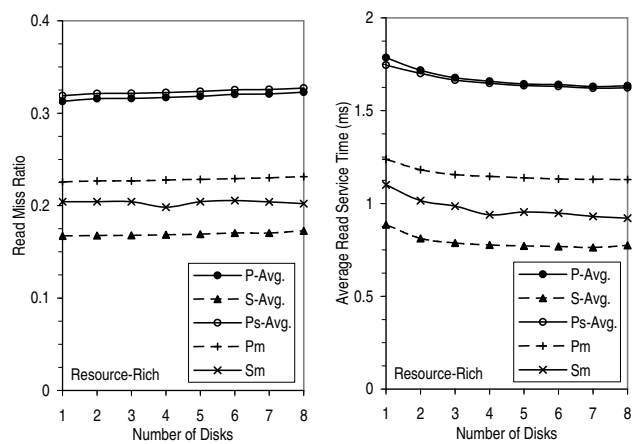 0.4
0.3
0.2
0.1
0
Read Miss Ratio
P-Avg.
S-Avg.
Ps-Avg.
Pm
Sm
Resource-Rich
1 2 3 4 5 6 7 8
Number of Disks
2
1.5
1
0.5
0
Average Read Service Time (ms)
P-Avg.
S-Avg.
Ps-Avg.
Pm
Sm
Resource-Rich
1 2 3 4 5 6 7 8
Number of Disks